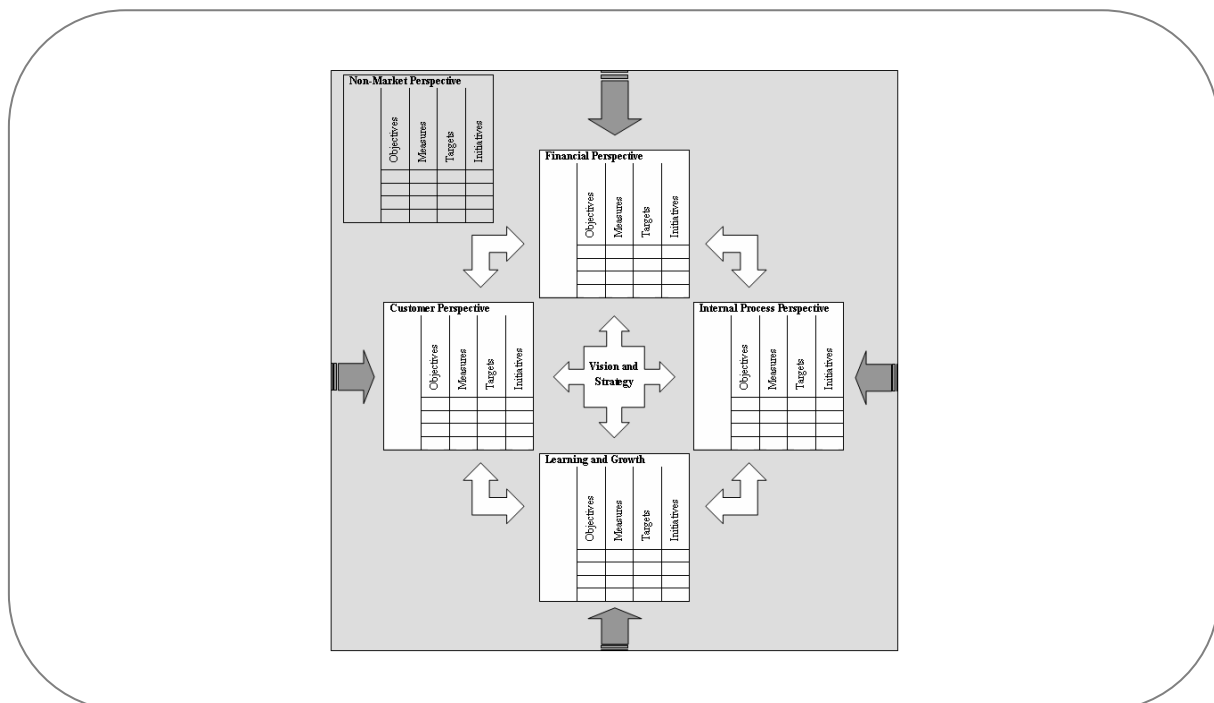 Non-Market Perspective
Objectives
Measures
Targets
Initiatives
Financial Perspective
Objectives
Measures
Targets
Initiatives
Customer Perspective
Objectives
Measures
Targets
Initiatives
Vision and
Strategy
Internal Process Perspective
Objectives
Measures
Targets
Initiatives
Learning and Growth
Objectives
Measures
Targets
Initiatives